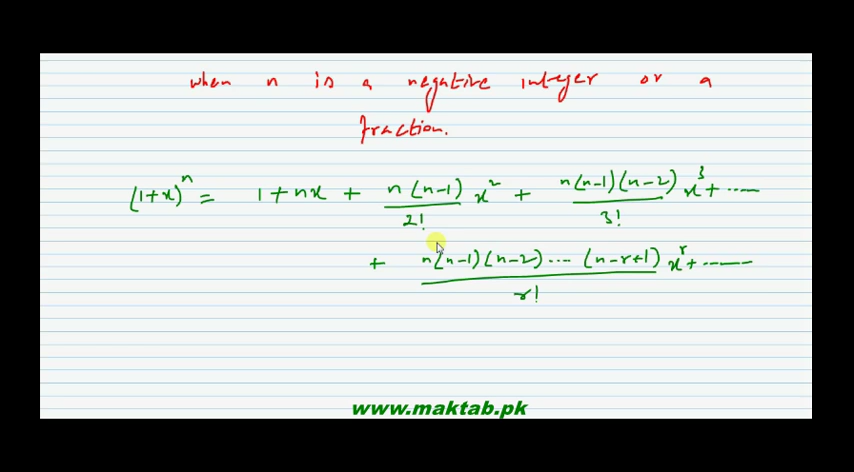 when n is a negative integer or a
fraction.
(1+x)^n = 1 + nx + n(n-1)/2! x^2 + n(n-1)(n-2)/3! x^3 + .....
+ n(n-1)(n-2)....(n-r+1)/r! x^r + .......
www.maktab.pk